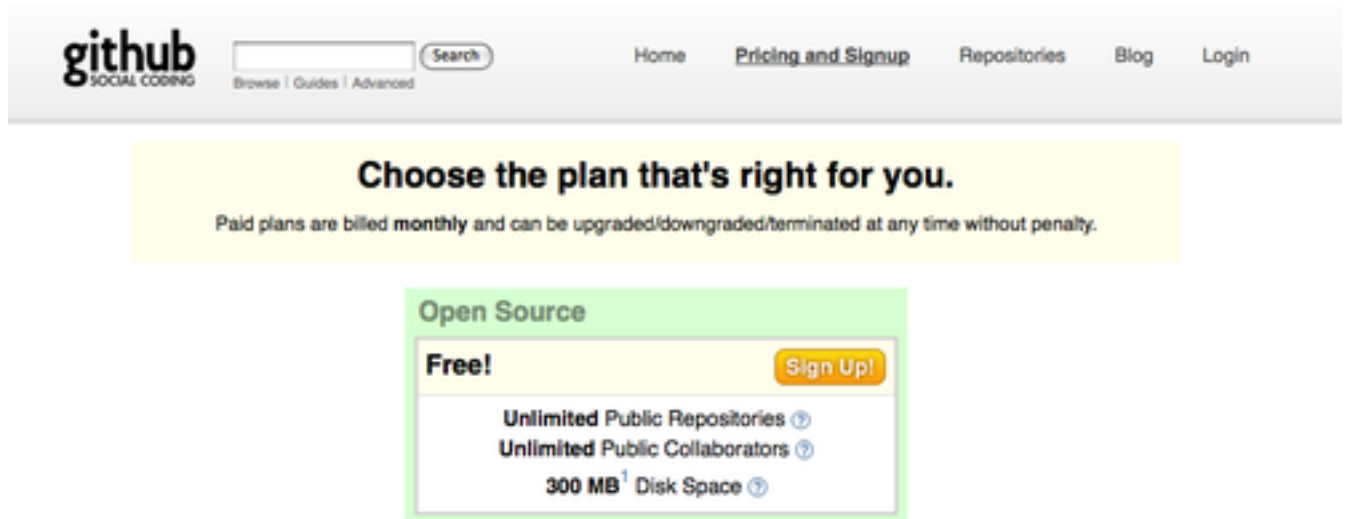 github
SOCIAL CODING
Search
Browse | Guides | Advanced
Home Pricing and Signup Repositories Blog Login
Choose the plan that's right for you.
Paid plans are billed monthly and can be upgraded/downgraded/terminated at any time without penalty.
Open Source
Free! Sign Up!
Unlimited Public Repositories ?
Unlimited Public Collaborators ?
300 MB¹ Disk Space ?